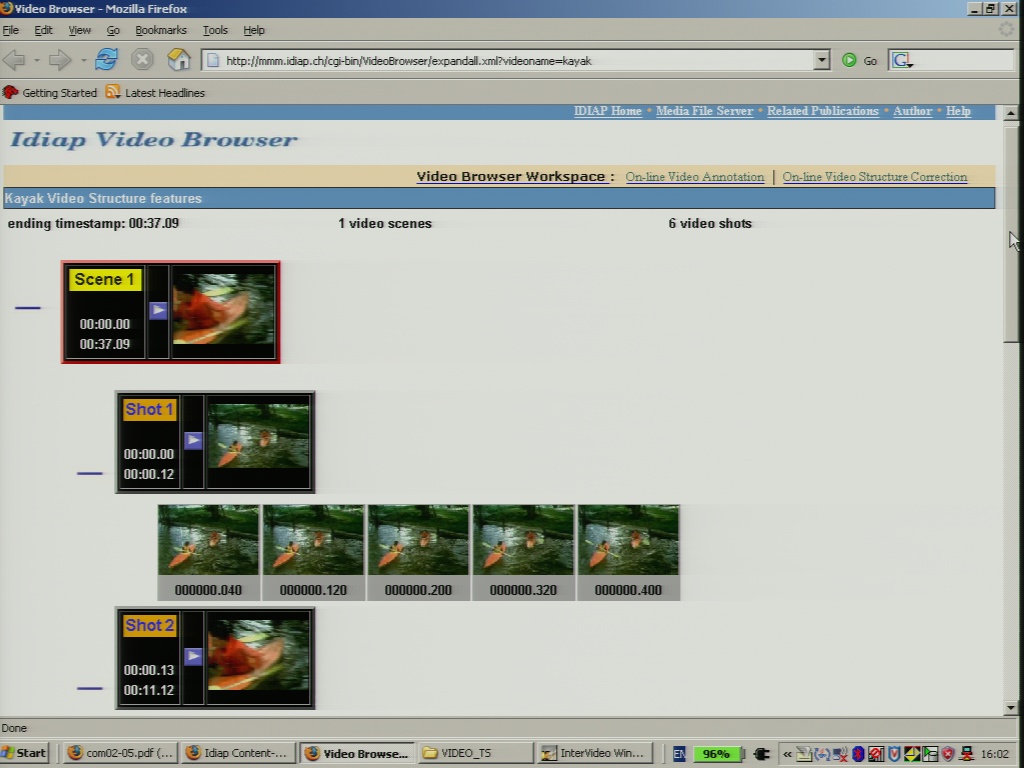 Video Browser - Mozilla Firefox
File Edit View Go Bookmarks Tools Help
http://mmm.idiap.ch/cgi-bin/VideoBrowser/expandall.xml?videoname=kayak Go G
Getting Started Latest Headlines
IDIAP Home * Media File Server * Related Publications * Author * Help
Idiap Video Browser
Video Browser Workspace : On-line Video Annotation | On-line Video Structure Correction
Kayak Video Structure features
ending timestamp: 00:37.09 1 video scenes 6 video shots
Scene 1
00:00.00
00:37.09
Shot 1
00:00.00
00:00.12
000000.040 000000.120 000000.200 000000.320 000000.400
Shot 2
00:00.13
00:11.12
Done
Start com02-05.pdf (... Idiap Content-... Video Browse... VIDEO_TS InterVideo Win... EN 96% « 16:02